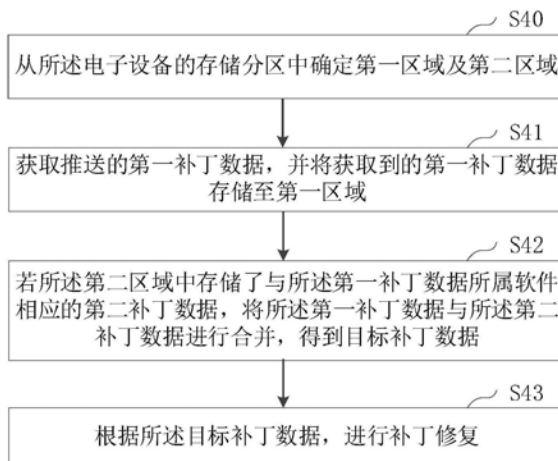 S40
从所述电子设备的存储分区中确定第一区域及第二区域
S41
获取推送的第一补丁数据，并将获取到的第一补丁数据
存储至第一区域
S42
若所述第二区域中存储了与所述第一补丁数据所属软件
相应的第二补丁数据，将所述第一补丁数据与所述第二
补丁数据进行合并，得到目标补丁数据
S43
根据所述目标补丁数据，进行补丁修复